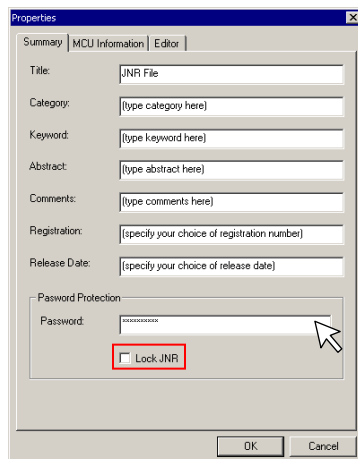 Properties
Summary MCU Information Editor
Title: JNR File
Category: (type category here)
Keyword: (type keyword here)
Abstract: (type abstract here)
Comments: (type comments here)
Registration: (specify your choice of registration number)
Release Date: (specify your choice of release date)
Pasword Protection
Password: xxxxxxxxxx
Lock JNR
OK Cancel